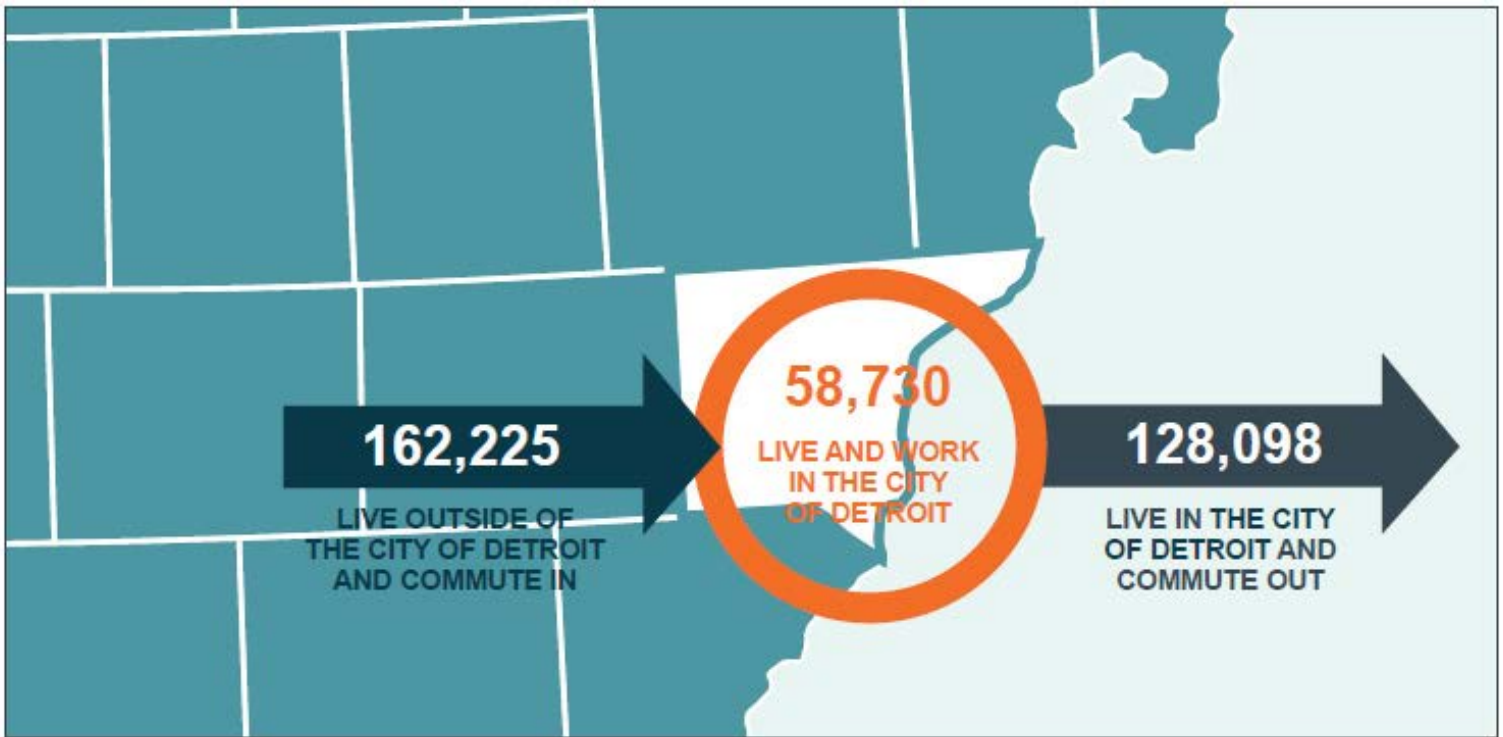 162,225
LIVE OUTSIDE OF
THE CITY OF DETROIT
AND COMMUTE IN
58,730
LIVE AND WORK
IN THE CITY
OF DETROIT
128,098
LIVE IN THE CITY
OF DETROIT AND
COMMUTE OUT